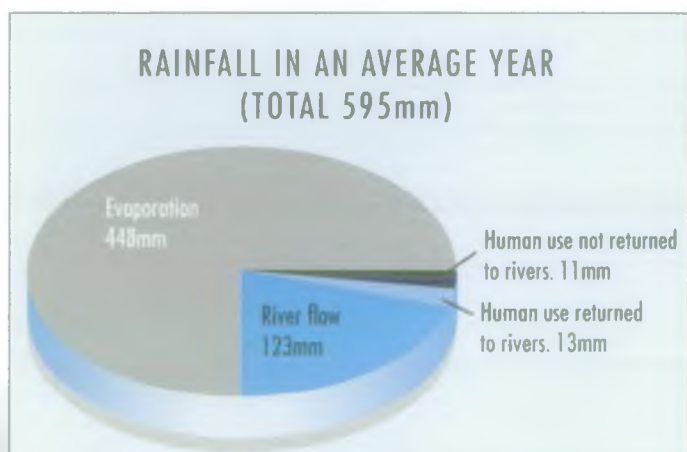 RAINFALL IN AN AVERAGE YEAR
(TOTAL 595mm)
Evaporation
448mm
Human use not returned
to rivers. 11mm
River flow
123mm
Human use returned
to rivers. 13mm